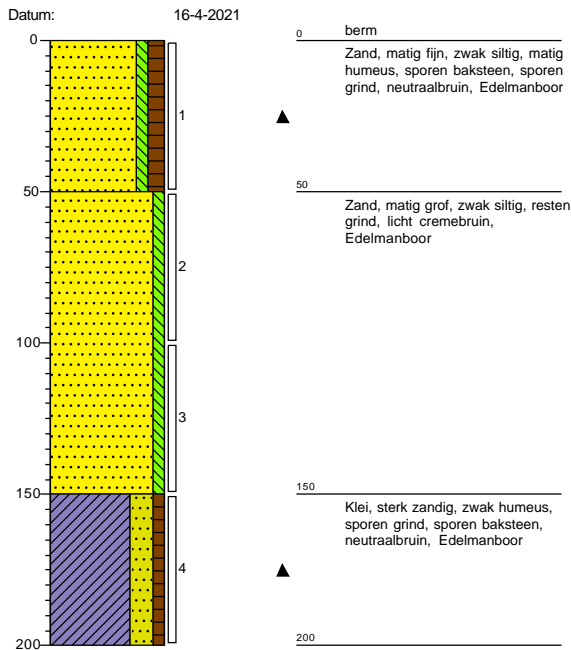 Datum: 16-4-2021
0
50
100
150
200
1
2
3
4
0 berm
Zand, matig fijn, zwak siltig, matig
humeus, sporen baksteen, sporen
grind, neutraalbruin, Edelmanboor
50
Zand, matig grof, zwak siltig, resten
grind, licht cremebruin,
Edelmanboor
150
Klei, sterk zandig, zwak humeus,
sporen grind, sporen baksteen,
neutraalbruin, Edelmanboor
200